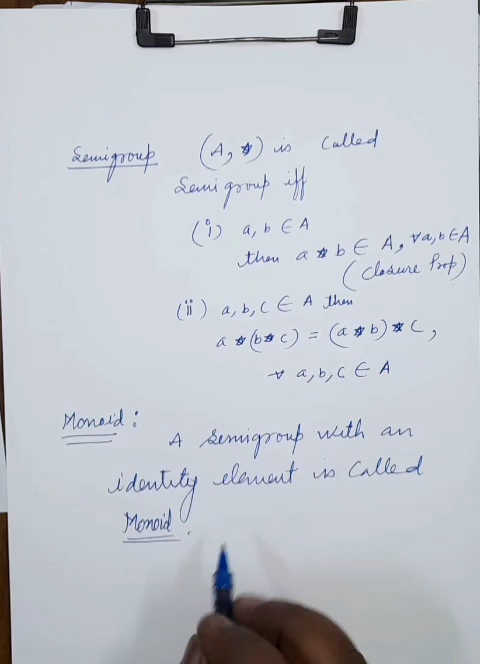 Semigroup (A, *) is called
Semigroup iff
(i) a, b ∈ A
then a * b ∈ A, ∀a,b∈A
(Closure Prop)
(ii) a, b, c ∈ A then
a * (b * c) = (a * b) * c,
∀ a,b,c ∈ A
Monoid :
A semigroup with an
identity element is called
Monoid.